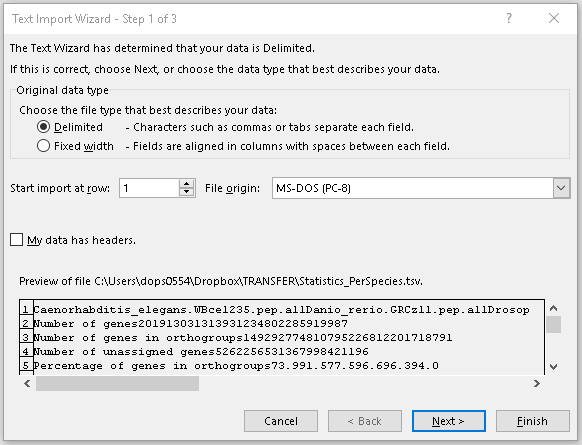 Text Import Wizard - Step 1 of 3
The Text Wizard has determined that your data is Delimited.
If this is correct, choose Next, or choose the data type that best describes your data.
Original data type
Choose the file type that best describes your data:
Delimited - Characters such as commas or tabs separate each field.
Fixed width - Fields are aligned in columns with spaces between each field.
Start import at row: 1 File origin: MS-DOS (PC-8)
My data has headers.
Preview of file C:\Users\dops0554\Dropbox\TRANSFER\Statistics_PerSpecies.tsv.
1 Caenorhabditis_elegans.WBcel235.pep.allDanio_rerio.GRCz11.pep.allDrosop
2 Number of genes20191303131393123480228591 9987
3 Number of genes in orthogroups149292774810795226812201718791
4 Number of unassigned genes5262256531367998421196
5 Percentage of genes in orthogroups73.991.577.596.696.394.0
Cancel < Back Next > Finish